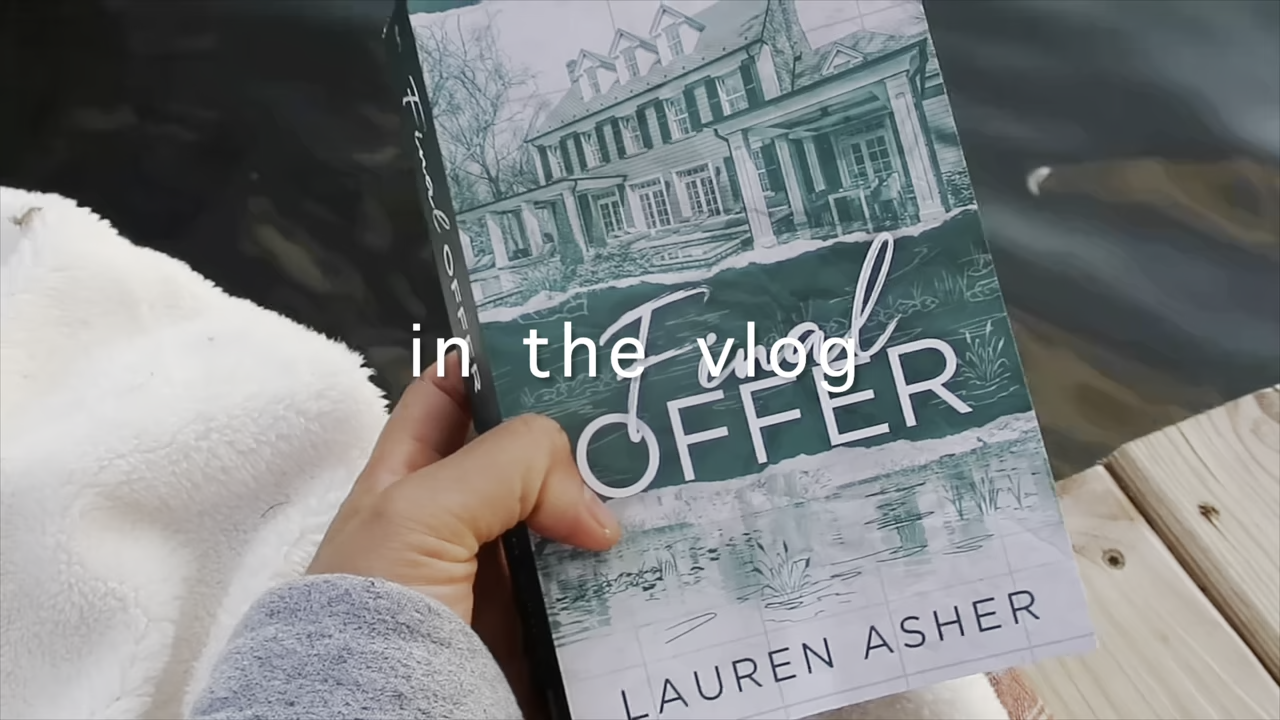 Final OFFER
in the vlog
Final
OFFER
LAUREN ASHER